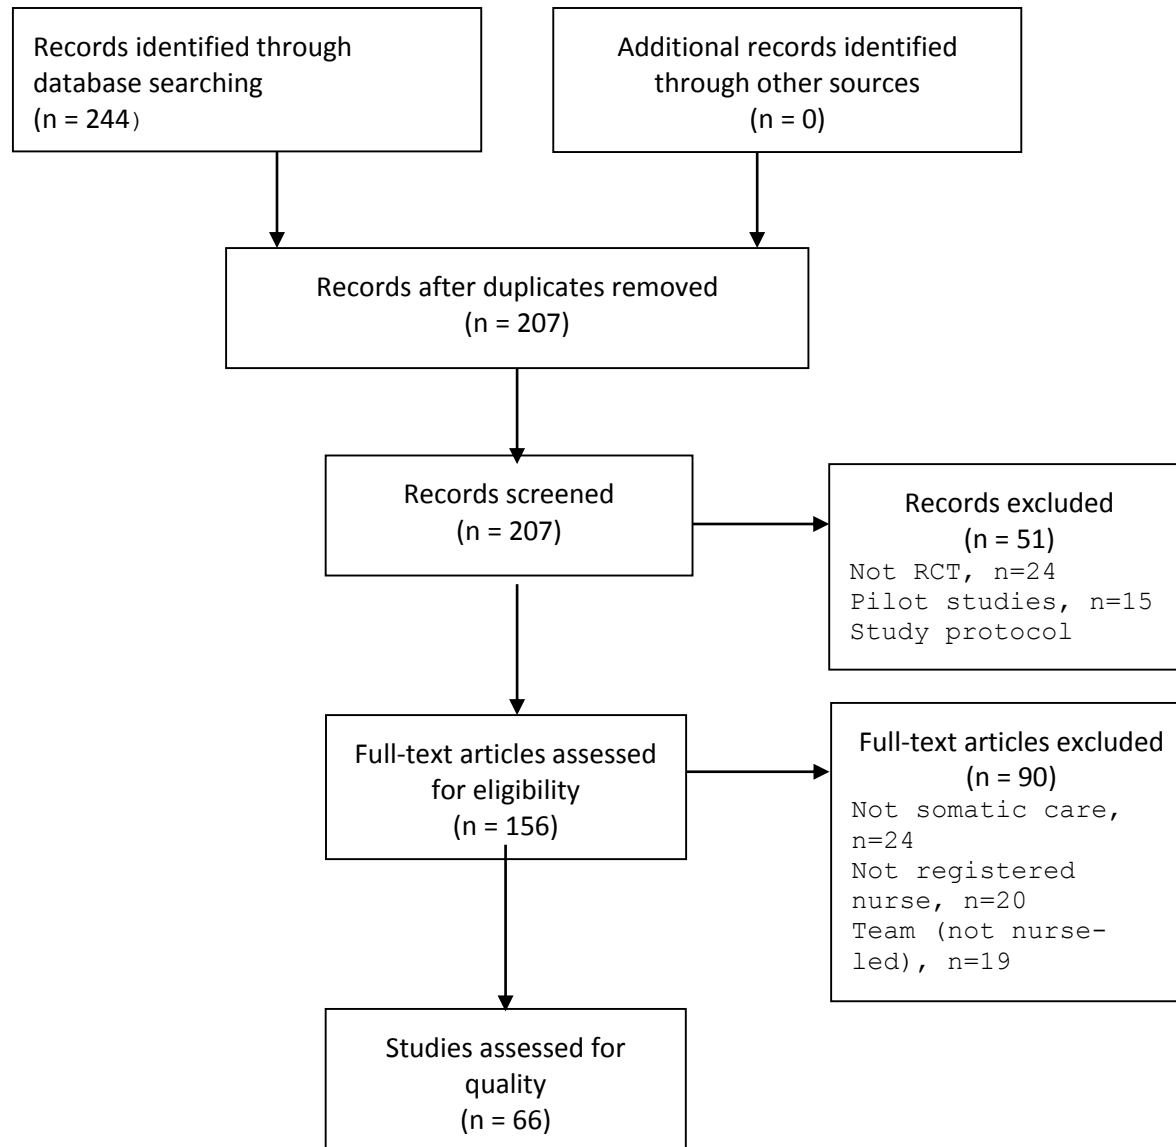 Records identified through
database searching
(n = 244)
Additional records identified
through other sources
(n = 0)
Records after duplicates removed
(n = 207)
Records screened
(n = 207)
Records excluded
(n = 51)
Not RCT, n=24
Pilot studies, n=15
Study protocol
Full-text articles assessed
for eligibility
(n = 156)
Full-text articles excluded
(n = 90)
Not somatic care,
n=24
Not registered
nurse, n=20
Team (not nurse-
led), n=19
Studies assessed for
quality
(n = 66)